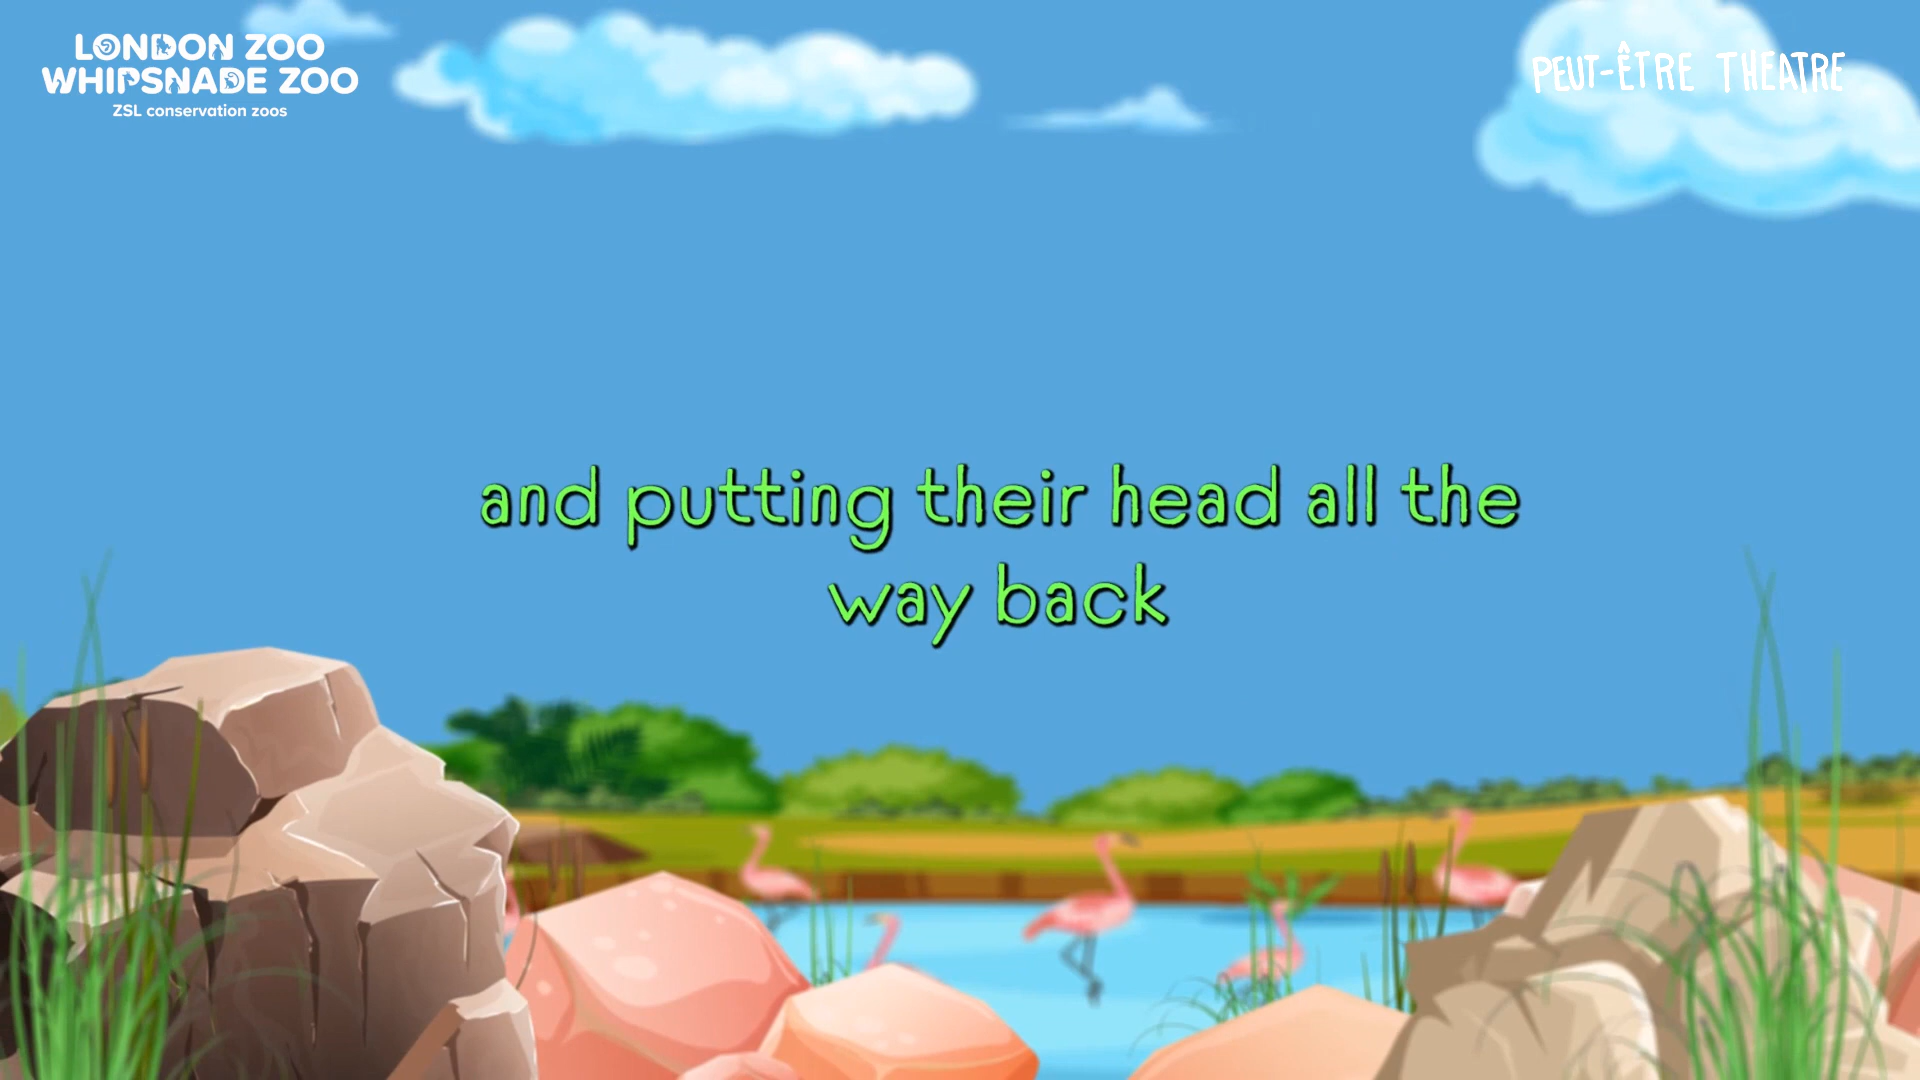 LONDON ZOO
WHIPSNADE ZOO
ZSL conservation zoos
PEUT-ÊTRE THEATRE
and putting their head all the
way back